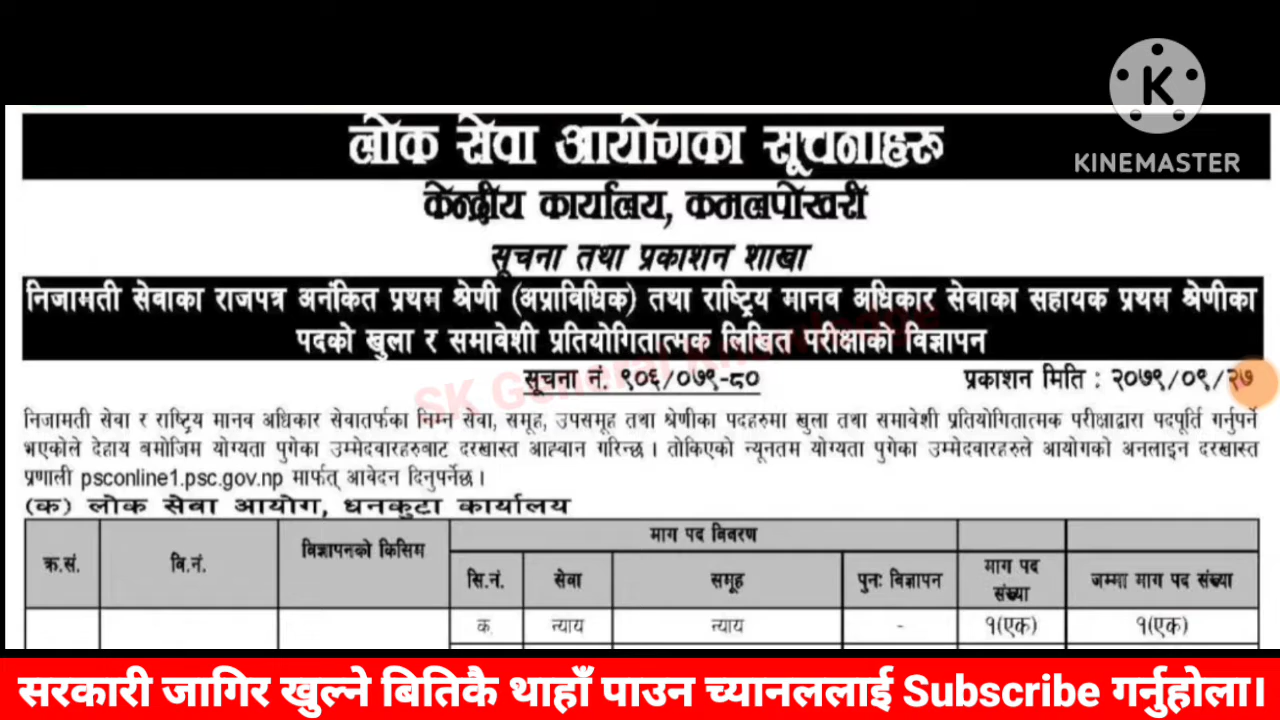 KINEMASTER
लोक सेवा आयोगका सूचनाहरू
केन्द्रीय कार्यालय, कमलपोखरी
सूचना तथा प्रकाशन शाखा
निजामती सेवाका राजपत्र अनंकित प्रथम श्रेणी (अप्राविधिक) तथा राष्ट्रिय मानव अधिकार सेवाका सहायक प्रथम श्रेणीका
पदको खुला र समावेशी प्रतियोगितात्मक लिखित परीक्षाको विज्ञापन
SK General Knowledge
सूचना नं. ९०६/०७९-८० प्रकाशन मिति : २०७९/०९/२७
निजामती सेवा र राष्ट्रिय मानव अधिकार सेवातर्फका निम्न सेवा, समूह, उपसमूह तथा श्रेणीका पदहरुमा खुला तथा समावेशी प्रतियोगितात्मक परीक्षाद्वारा पदपूर्ति गर्नुपर्ने
भएकोले देहाय बमोजिम योग्यता पुगेका उम्मेदवारहरुबाट दरखास्त आह्वान गरिन्छ । तोकिएको न्यूनतम योग्यता पुगेका उम्मेदवारहरुले आयोगको अनलाइन दरखास्त
प्रणाली psconline1.psc.gov.np मार्फत् आवेदन दिनुपर्नेछ ।
(क) लोक सेवा आयोग, धनकुटा कार्यालय
क्र.सं. वि.नं. विज्ञापनको किसिम माग पद विवरण
सि.नं. सेवा समूह पुनः विज्ञापन माग पद संख्या जम्मा माग पद संख्या
क. न्याय न्याय - १(एक) १(एक)
सरकारी जागिर खुल्ने बितिकै थाहाँ पाउन च्यानललाई Subscribe गर्नुहोला।